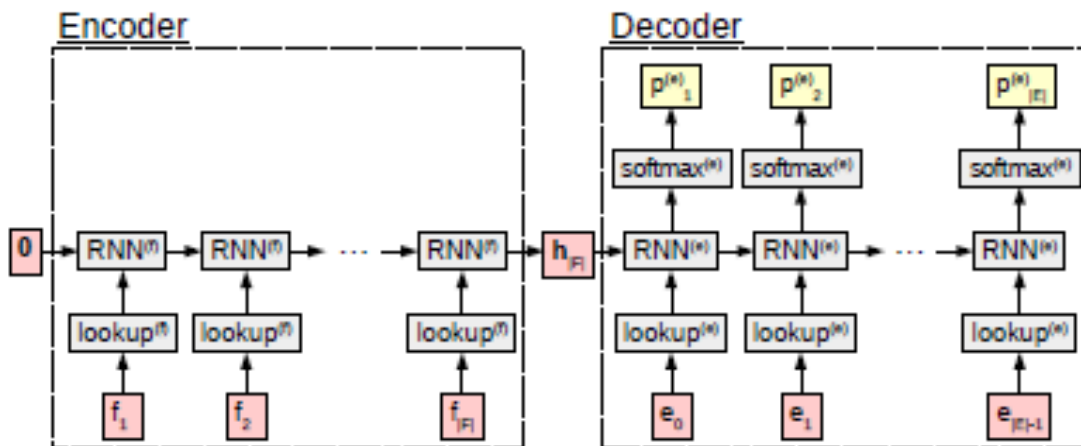 Encoder Decoder
p⁽ᵉ⁾₁ p⁽ᵉ⁾₂ p⁽ᵉ⁾|E|
softmax⁽ᵉ⁾ softmax⁽ᵉ⁾ softmax⁽ᵉ⁾
0 RNN⁽ᶠ⁾ RNN⁽ᶠ⁾ ... RNN⁽ᶠ⁾ h|F| RNN⁽ᵉ⁾ RNN⁽ᵉ⁾ ... RNN⁽ᵉ⁾
lookup⁽ᶠ⁾ lookup⁽ᶠ⁾ lookup⁽ᶠ⁾ lookup⁽ᵉ⁾ lookup⁽ᵉ⁾ lookup⁽ᵉ⁾
f₁ f₂ f|F| e₀ e₁ e|E|-1